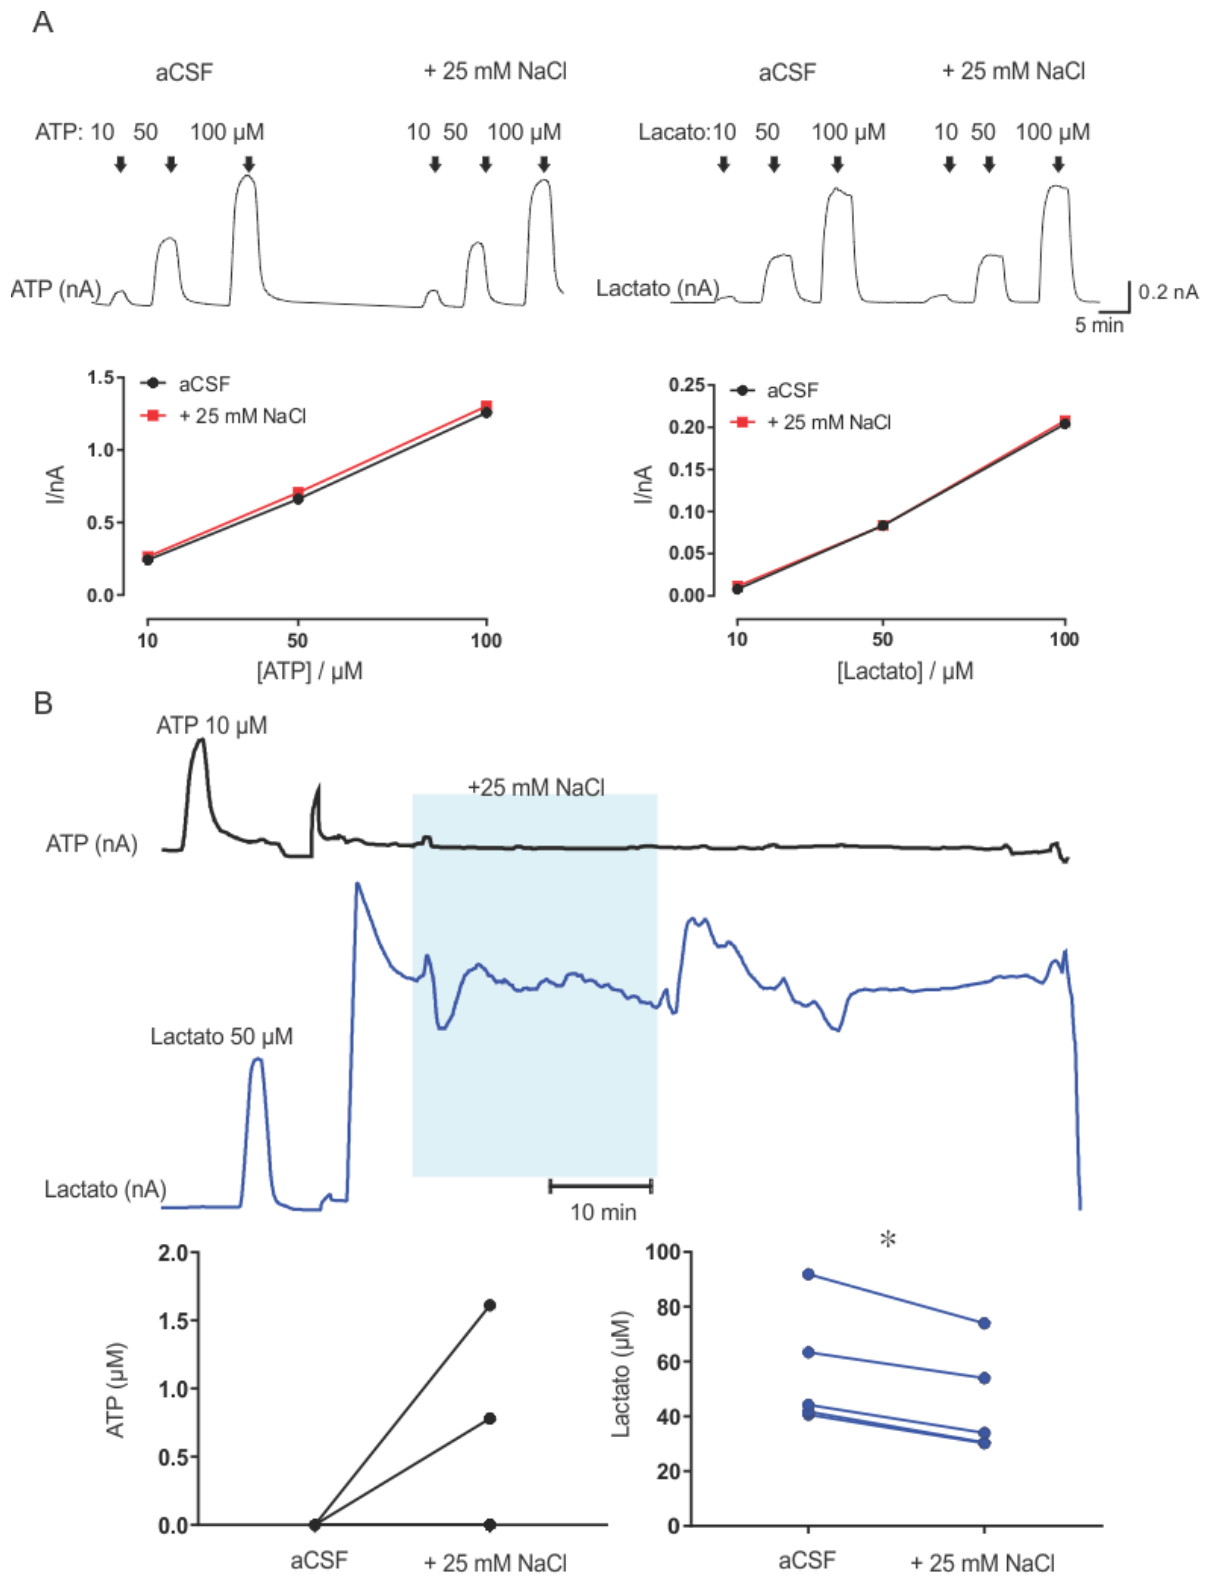 A
aCSF
+ 25 mM NaCl
aCSF
+ 25 mM NaCl
ATP: 10 50 100 µM
10 50 100 µM
Lacato:10 50 100 µM
10 50 100 µM
ATP (nA)
Lactato (nA)
0.2 nA
5 min
1.5
1.0
0.5
0.0
I/nA
aCSF
+ 25 mM NaCl
10 50 100
[ATP] / µM
0.25
0.20
0.15
0.10
0.05
0.00
I/nA
aCSF
+ 25 mM NaCl
10 50 100
[Lactato] / µM
B
ATP 10 µM
+25 mM NaCl
ATP (nA)
Lactato 50 µM
Lactato (nA)
10 min
2.0
1.5
1.0
0.5
0.0
ATP (µM)
aCSF + 25 mM NaCl
*
100
80
60
40
20
0
Lactato (µM)
aCSF + 25 mM NaCl